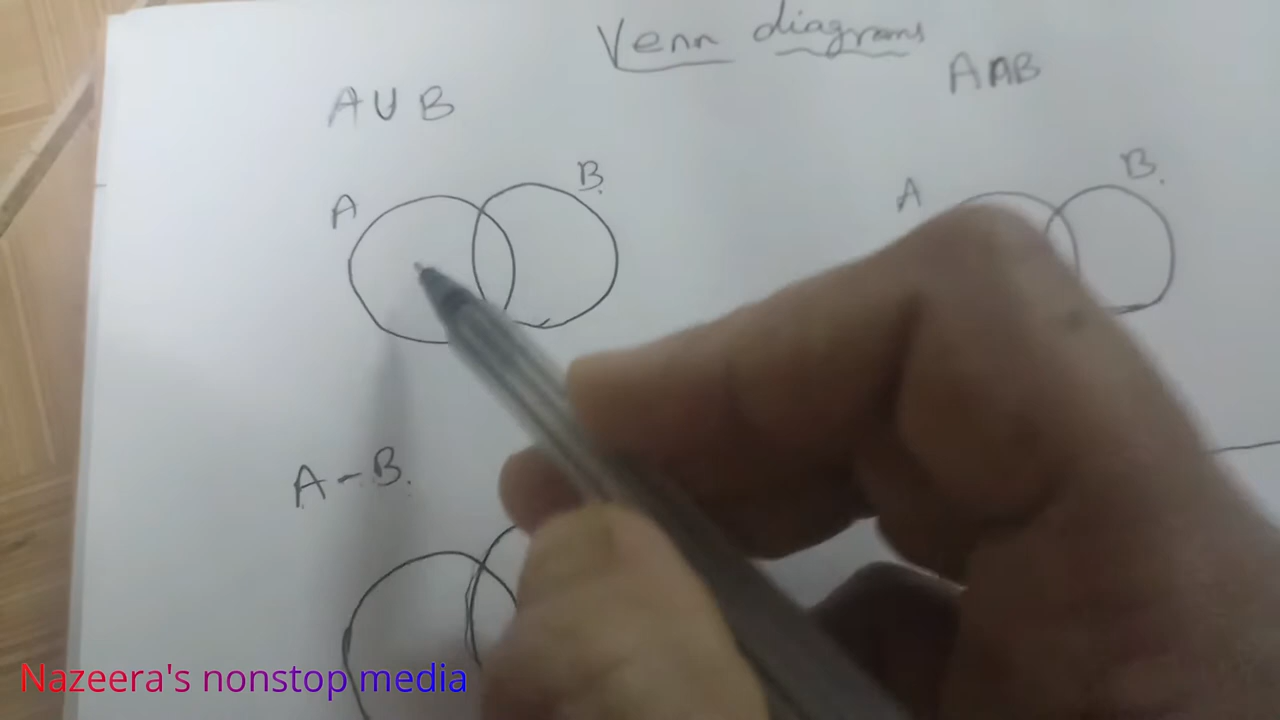 Venn diagrams
A ∪ B
A ∩ B
A
B.
A
B.
A - B.
Nazeera's nonstop media